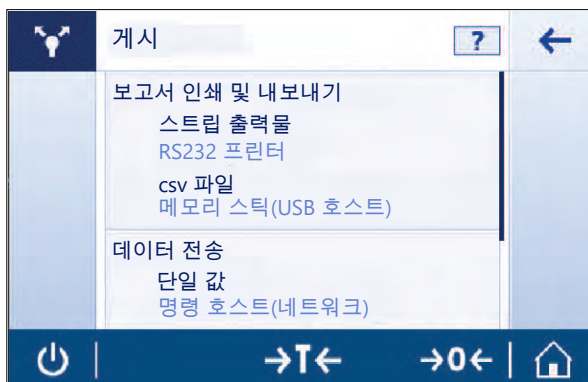 게시
?
보고서 인쇄 및 내보내기
스트립 출력물
RS232 프린터
csv 파일
메모리 스틱(USB 호스트)
데이터 전송
단일 값
명령 호스트(네트워크)
→T← →0←